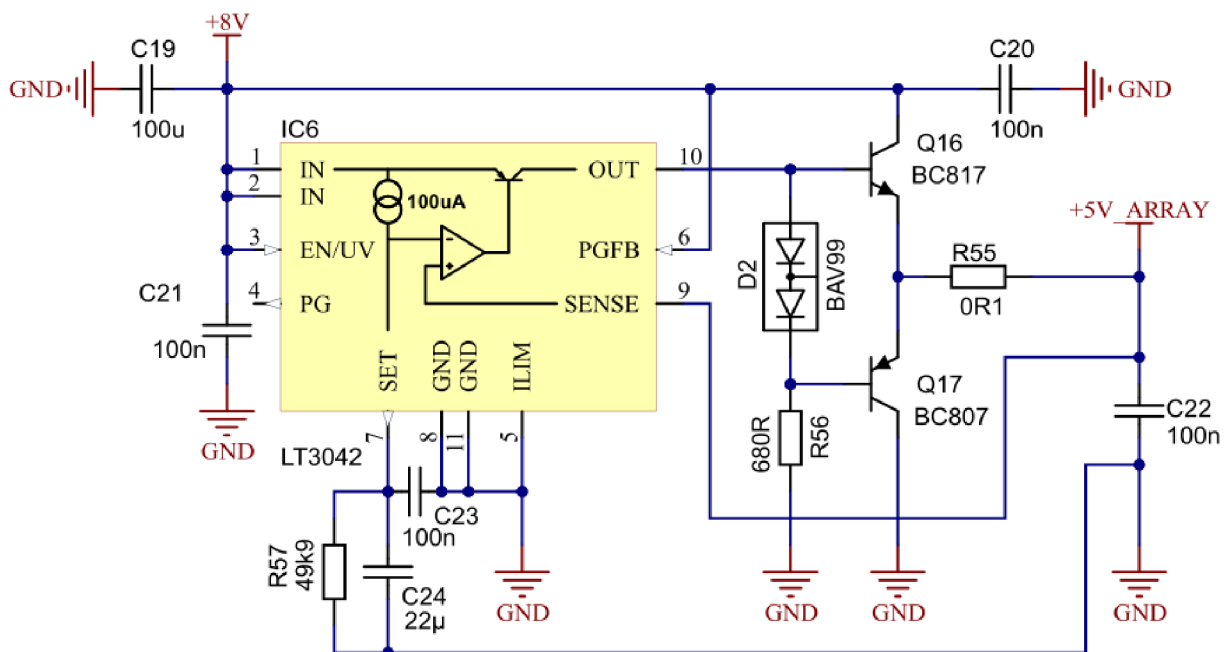 +8V
C19
C20
GND
GND
100u
100n
IC6
Q16
BC817
1
IN
OUT
10
2
IN
100uA
+5V_ARRAY
3
EN/UV
PGFB
6
R55
D2
BAV99
C21
4
PG
SENSE
9
0R1
100n
SET
GND
GND
ILIM
Q17
BC807
C22
100n
GND
7
8
11
5
680R
R56
LT3042
C23
100n
R57
49k9
C24
22µ
GND
GND
GND
GND